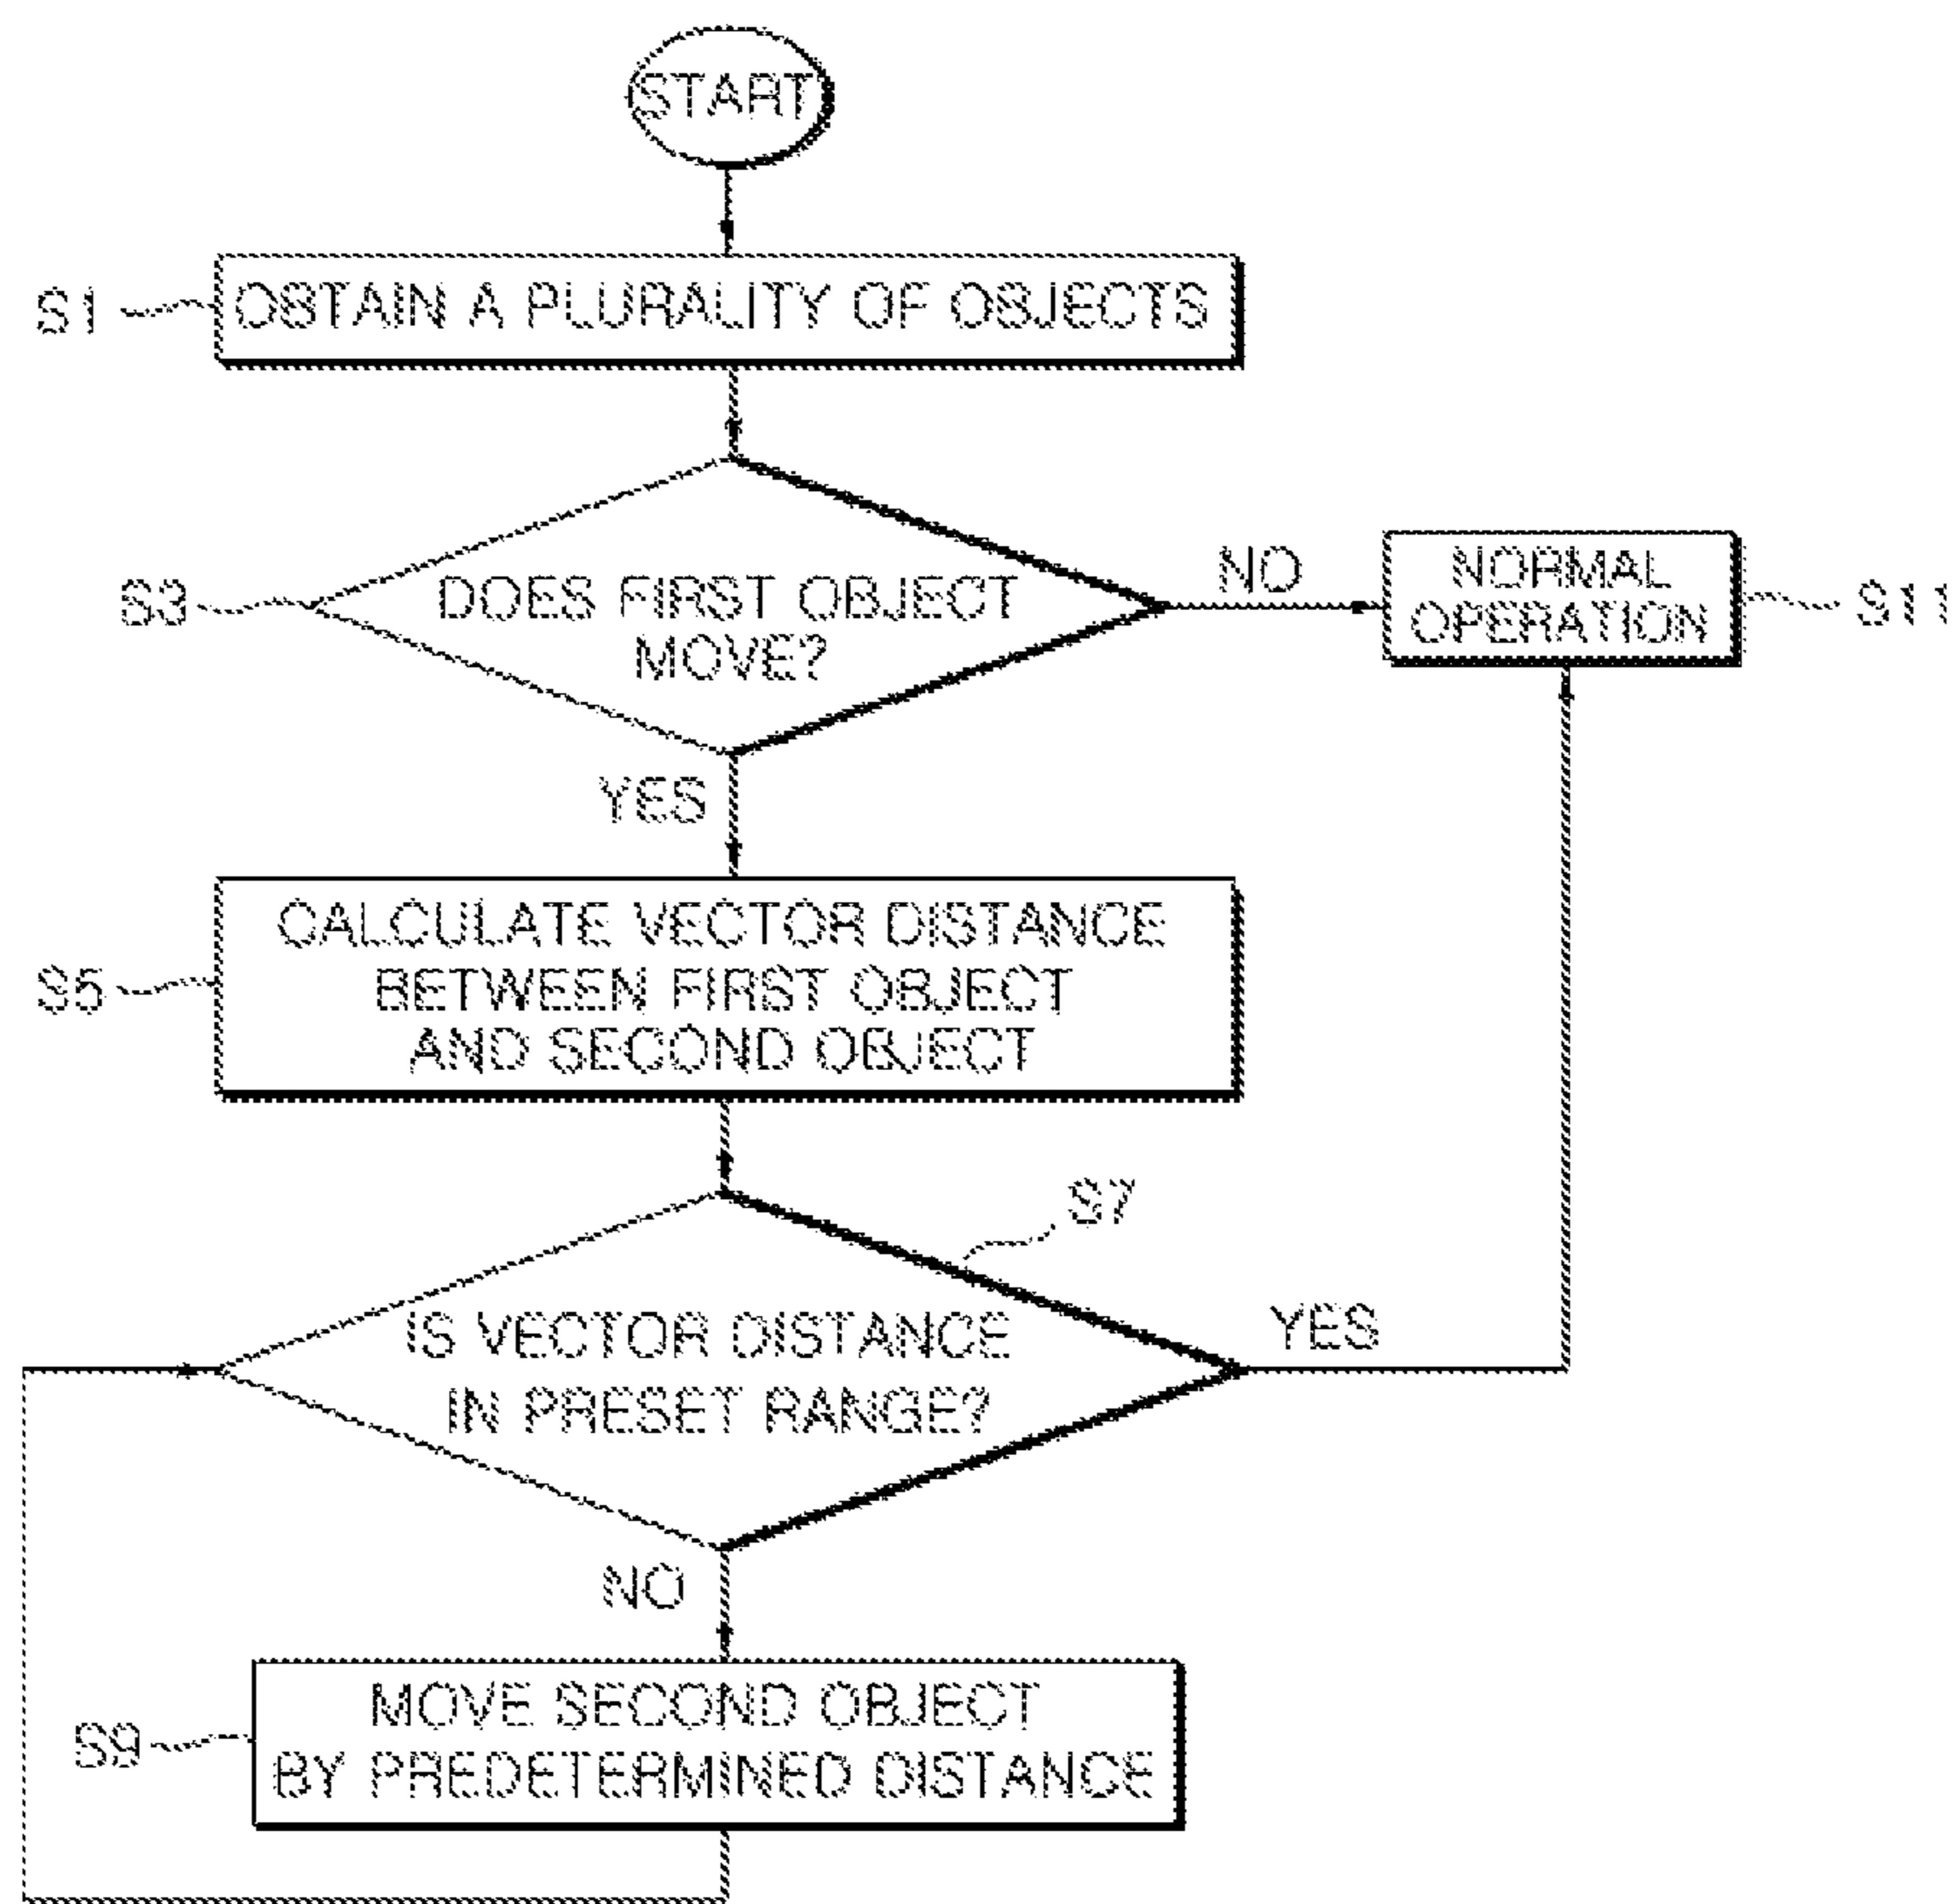 START
S1
OBTAIN A PLURALITY OF OBJECTS
S3
DOES FIRST OBJECT
MOVE?
NO
NORMAL
OPERATION
S11
YES
S5
CALCULATE VECTOR DISTANCE
BETWEEN FIRST OBJECT
AND SECOND OBJECT
S7
IS VECTOR DISTANCE
IN PRESET RANGE?
YES
NO
S9
MOVE SECOND OBJECT
BY PREDETERMINED DISTANCE